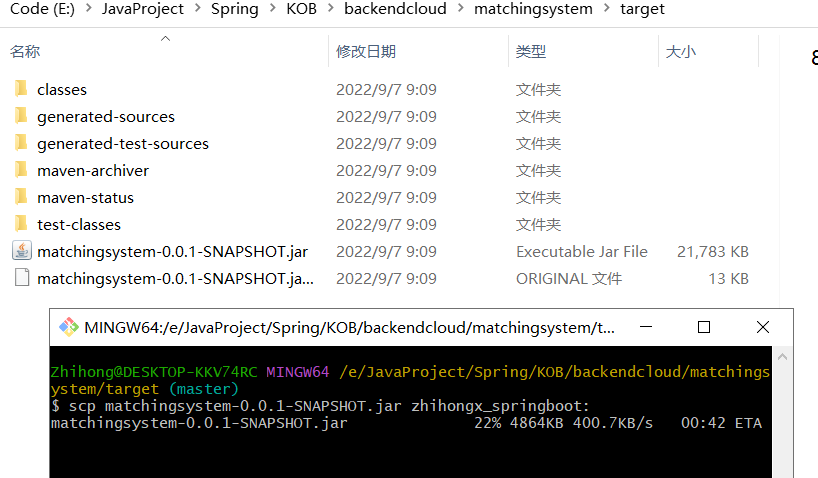 Code (E:) > JavaProject > Spring > KOB > backendcloud > matchingsystem > target
名称 修改日期 类型 大小
classes 2022/9/7 9:09 文件夹
generated-sources 2022/9/7 9:09 文件夹
generated-test-sources 2022/9/7 9:09 文件夹
maven-archiver 2022/9/7 9:09 文件夹
maven-status 2022/9/7 9:09 文件夹
test-classes 2022/9/7 9:09 文件夹
matchingsystem-0.0.1-SNAPSHOT.jar 2022/9/7 9:09 Executable Jar File 21,783 KB
matchingsystem-0.0.1-SNAPSHOT.ja... 2022/9/7 9:09 ORIGINAL 文件 13 KB
MINGW64:/e/JavaProject/Spring/KOB/backendcloud/matchingsystem/t...
Zhihong@DESKTOP-KKV74RC MINGW64 /e/JavaProject/Spring/KOB/backendcloud/matchings
ystem/target (master)
$ scp matchingsystem-0.0.1-SNAPSHOT.jar zhihongx_springboot:
matchingsystem-0.0.1-SNAPSHOT.jar 22% 4864KB 400.7KB/s 00:42 ETA